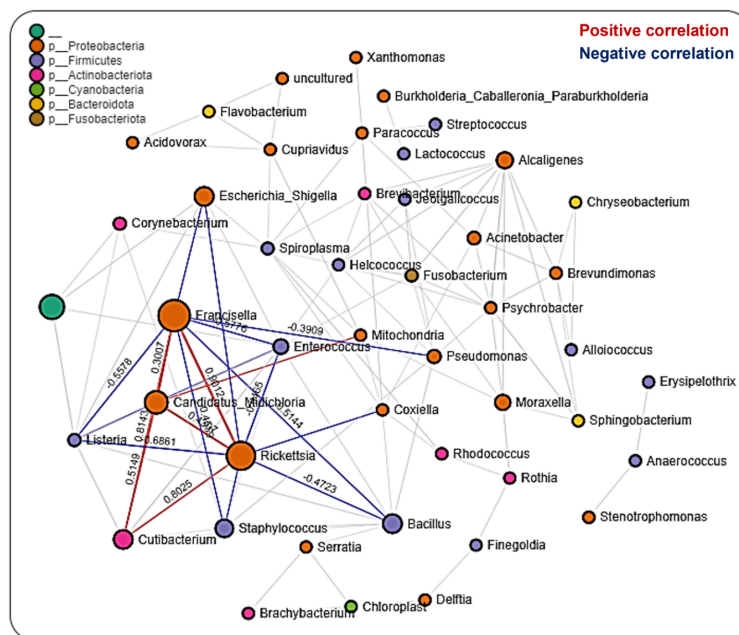 Positive correlation
Negative correlation
__
p__Proteobacteria
p__Firmicutes
p__Actinobacteriota
p__Cyanobacteria
p__Bacteroidota
p__Fusobacteriota
Xanthomonas
uncultured
Burkholderia_Caballeronia_Paraburkholderia
Flavobacterium
Streptococcus
Paracoccus
Acidovorax
Cupriavidus
Lactococcus
Alcaligenes
Escherichia_Shigella
Brevibacterium
Jeotgalicoccus
Chryseobacterium
Corynebacterium
Acinetobacter
Spiroplasma
Helcococcus
Fusobacterium
Brevundimonas
Psychrobacter
Francisella
-0.3909
Mitochondria
Enterococcus
Pseudomonas
Alloiococcus
0.3007
-0.5578
Erysipelothrix
Candidatus_Midichloria
Moraxella
Coxiella
Sphingobacterium
0.8143
-0.5144
Listeria
-0.6861
Rickettsia
Rhodococcus
Anaerococcus
0.5149
0.8025
-0.4723
Rothia
Staphylococcus
Bacillus
Stenotrophomonas
Cutibacterium
Serratia
Finegoldia
Brachybacterium
Chloroplast
Delftia